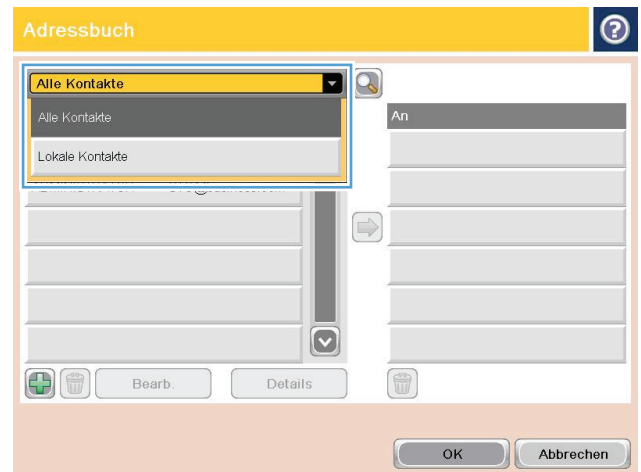 Adressbuch
Alle Kontakte
Alle Kontakte
An
Lokale Kontakte
Bearb.
Details
OK
Abbrechen